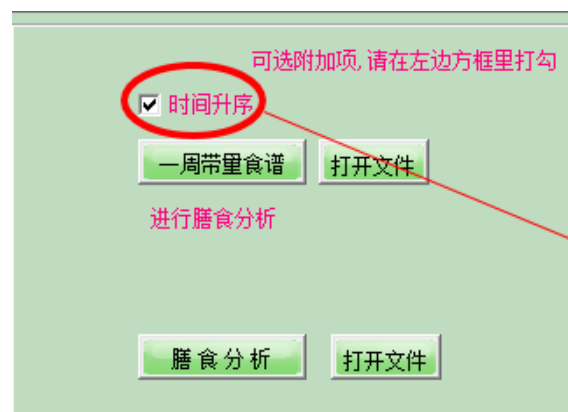 可选附加项,请在左边方框里打勾
时间升序
一周带里食谱 打开文件
进行膳食分析
膳食分析 打开文件